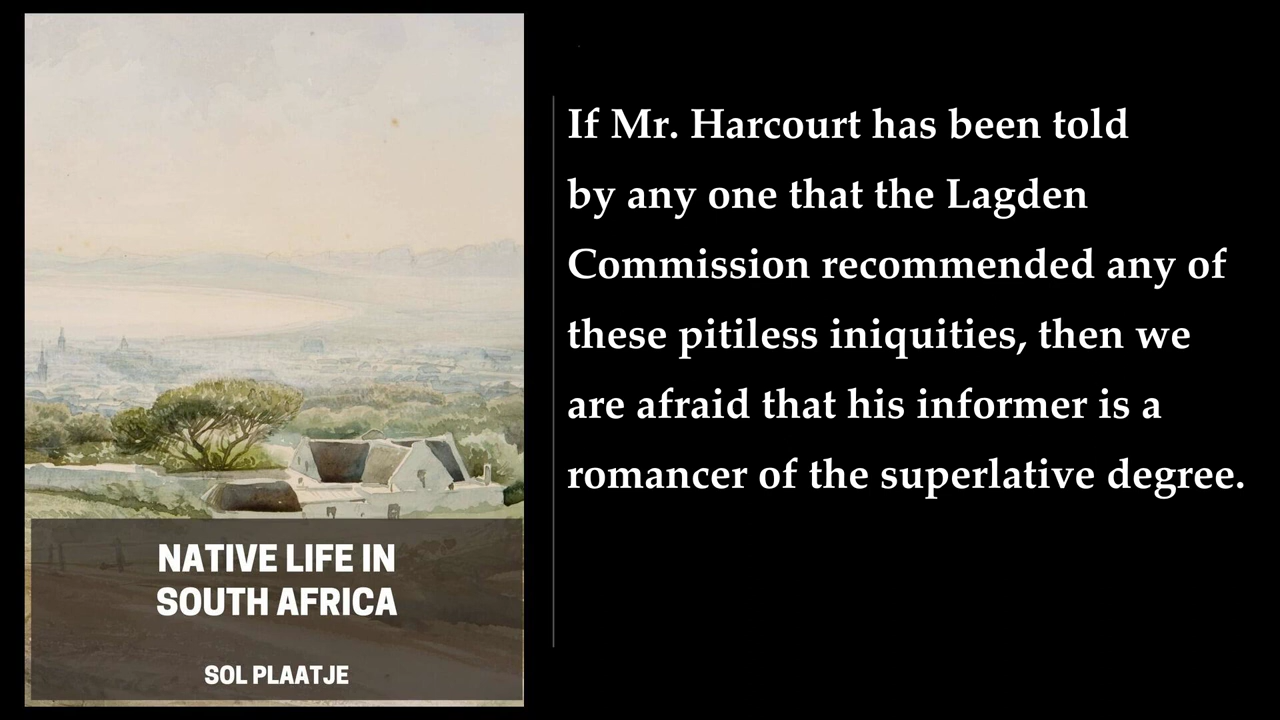 NATIVE LIFE IN
SOUTH AFRICA
SOL PLAATJE
If Mr. Harcourt has been told
by any one that the Lagden
Commission recommended any of
these pitiless iniquities, then we
are afraid that his informer is a
romancer of the superlative degree.